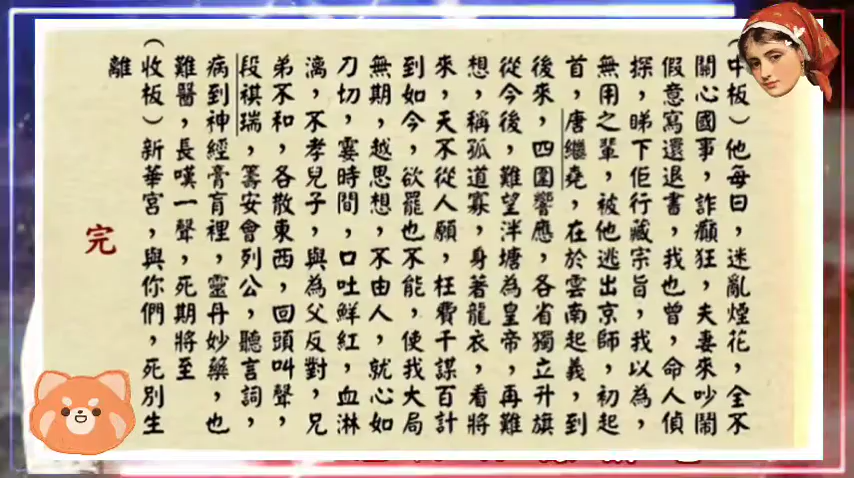 （中板）他每日，迷亂煙花，全不
關心國事，詐癲狂，夫妻來吵鬧
假意寫還退書，我也曾，命人偵
探，睇下佢行藏宗旨，我以為，
無用之輩，被他逃出京師，初起
首，唐繼堯，在於雲南起義，到
後來，四圍響應，各省獨立升旗
從今後，難望洋塘為皇帝，再難
想，稱孤道寡，身著龍衣，看將
來，天不從人願，枉費千謀百計
到如今，欲罷也不能，使我大局
無期，越思想，不由人，就心如
刀切，霎時間，口吐鮮紅，血淋
漓，不孝兒子，與為父反對，兄
弟不和，各散東西，回頭叫聲，
段祺瑞，籌安會列公，聽言詞，
病到神經膏肓裡，靈丹妙藥，也
難醫，長嘆一聲，死期將至
（收板）新華宮，與你們，死別生
離
完